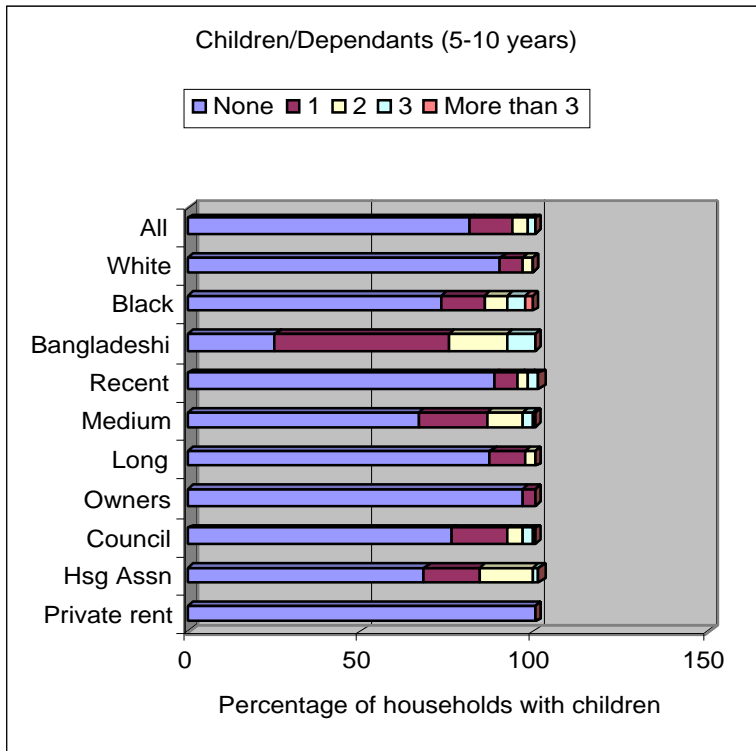 Children/Dependants (5-10 years)
None 1 2 3 More than 3
All
White
Black
Bangladeshi
Recent
Medium
Long
Owners
Council
Hsg Assn
Private rent
0 50 100 150
Percentage of households with children